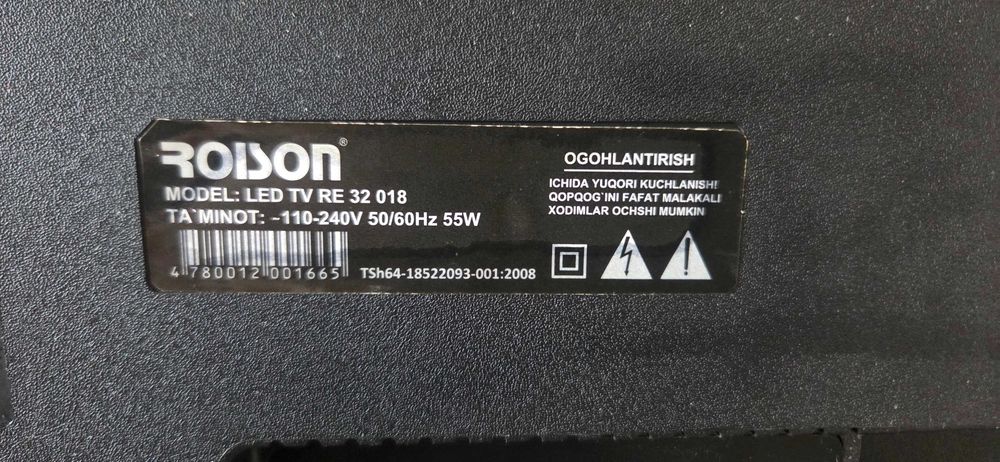 ROISON®
MODEL: LED TV RE 32 018
TA`MINOT: ~110-240V 50/60Hz 55W
4 780012 001665
TSh64-18522093-001:2008
OGOHLANTIRISH
ICHIDA YUQORI KUCHLANISH!
QOPQOG`INI FAFAT MALAKALI
XODIMLAR OCHSHI MUMKIN